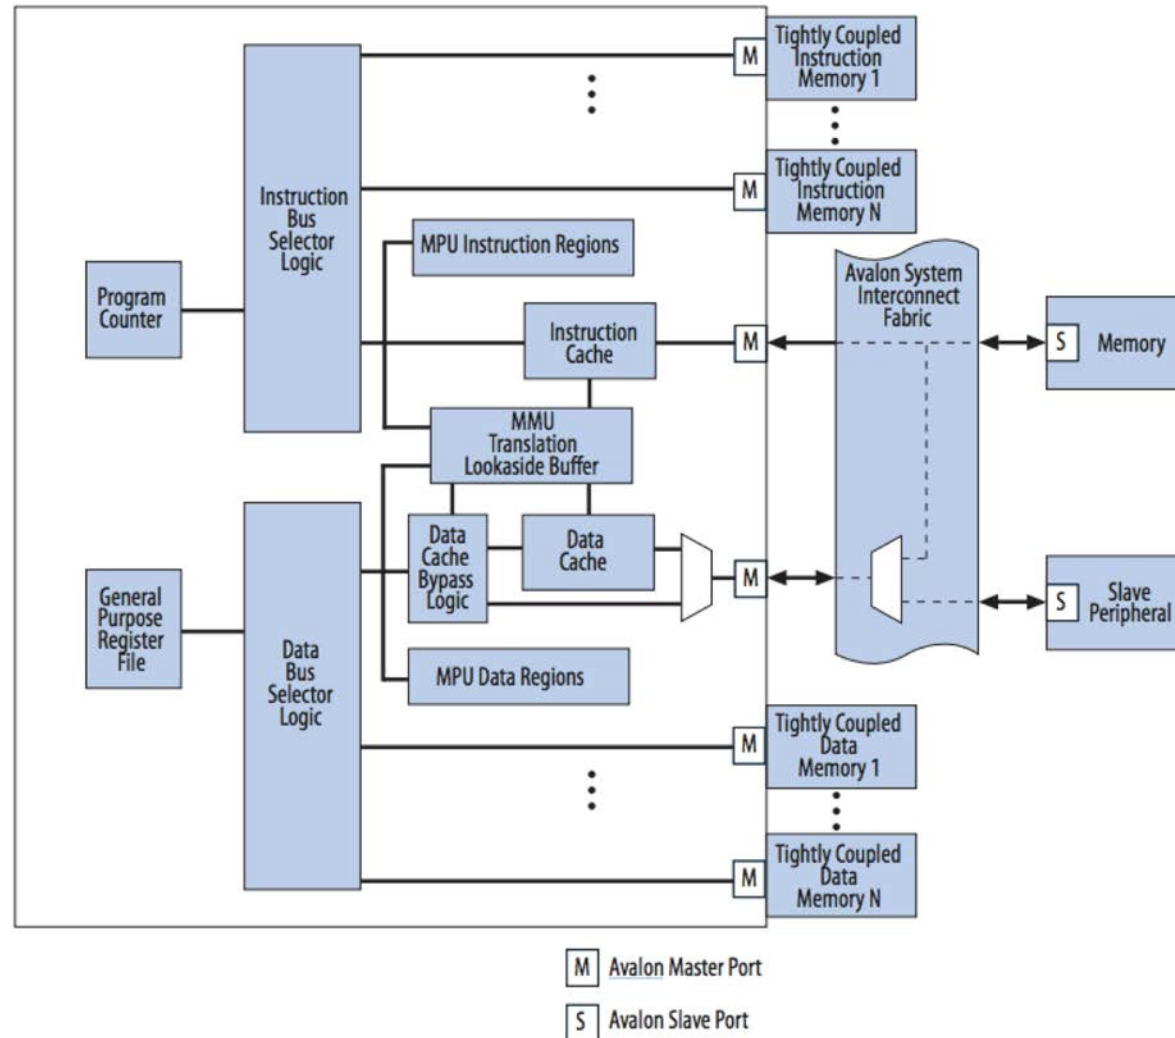 M
Tightly Coupled
Instruction
Memory 1
M
Tightly Coupled
Instruction
Memory N
Instruction
Bus
Selector
Logic
MPU Instruction Regions
Program
Counter
Avalon System
Interconnect
Fabric
Instruction
Cache
M
S
Memory
MMU
Translation
Lookaside Buffer
Data
Cache
Bypass
Logic
Data
Cache
M
General
Purpose
Register
File
S
Slave
Peripheral
Data
Bus
Selector
Logic
MPU Data Regions
M
Tightly Coupled
Data
Memory 1
M
Tightly Coupled
Data
Memory N
M Avalon Master Port
S Avalon Slave Port